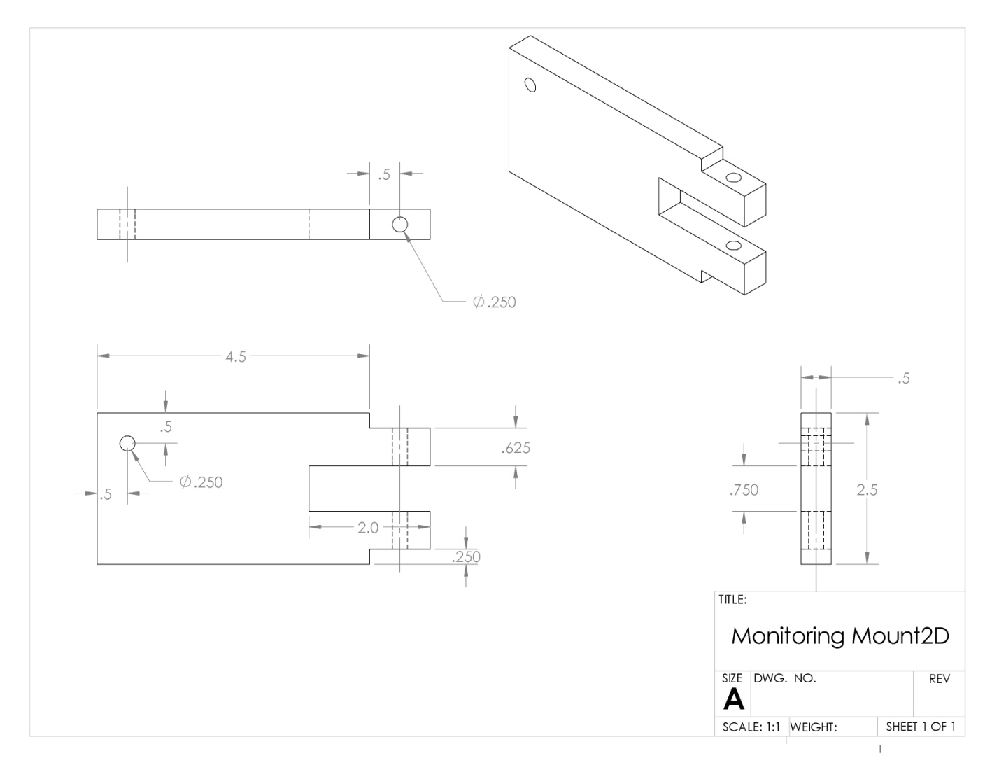 .5
Ø.250
4.5
.5
.5
.5
.625
Ø.250
.5
.750
2.5
2.0
.250
TITLE:
Monitoring Mount2D
SIZE DWG. NO. REV
A
SCALE: 1:1 WEIGHT: SHEET 1 OF 1
1